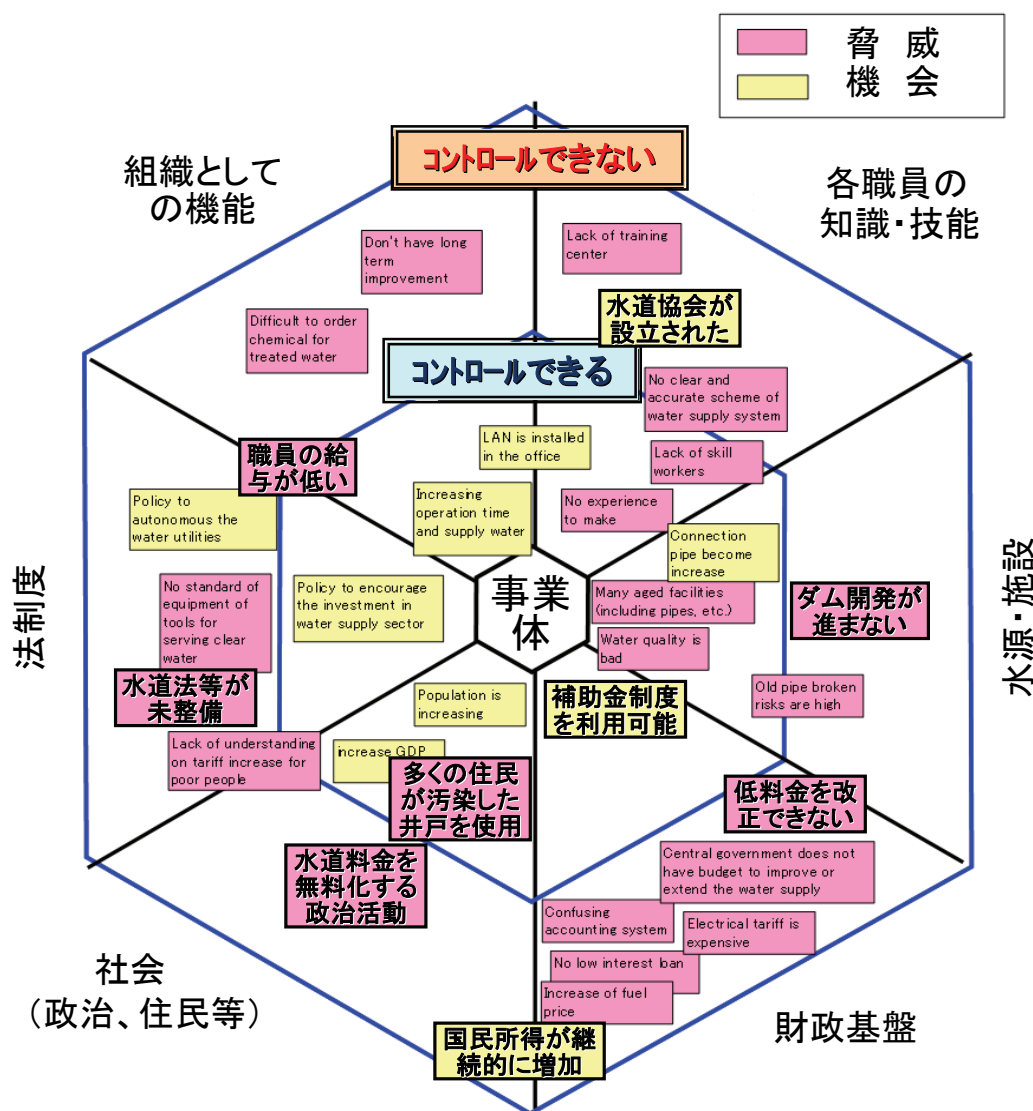 脅 威
機 会
コントロールできない
組織として
の機能
各職員の
知識・技能
Don't have long
term
improvement
Lack of training
center
水道協会が
設立された
Difficult to order
chemical for
treated water
コントロールできる
No clear and
accurate scheme of
water supply system
LAN is installed
in the office
Lack of skill
workers
職員の給
与が低い
Policy to
autonomous the
water utilities
Increasing
operation time
and supply water
No experience
to make
Connection
pipe become
increase
法制度
No standard of
equipment of
tools for
serving clear
water
Policy to encourage
the investment in
water supply sector
事業
体
Many aged facilities
(including pipes, etc.)
ダム開発が
進まない
水源・施設
Water quality is
bad
水道法等が
未整備
Population is
increasing
補助金制度
を利用可能
Old pipe broken
risks are high
Lack of understanding
on tariff increase for
poor people
increase GDP
多くの住民
が汚染した
井戸を使用
低料金を改
正できない
水道料金を
無料化する
政治活動
Central government does not
have budget to improve or
extend the water supply
Confusing
accounting system
Electrical tariff is
expensive
社会
(政治、住民等)
No low interest loan
Increase of fuel
price
国民所得が継
続的に増加
財政基盤